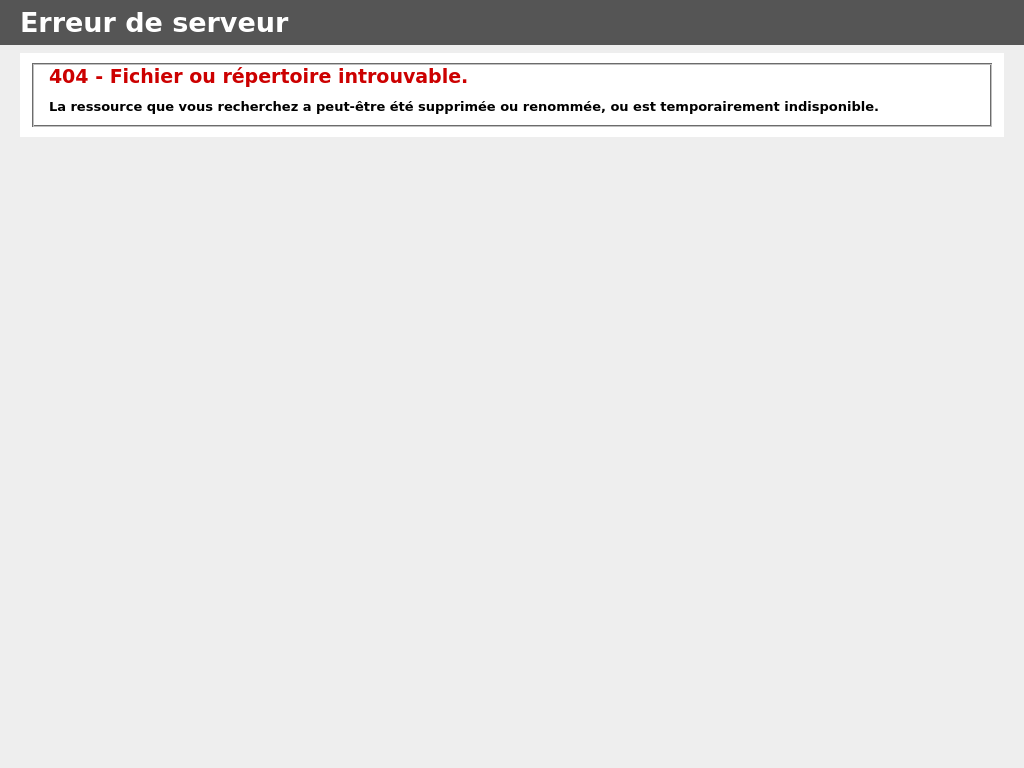 Erreur de serveur
404 - Fichier ou répertoire introuvable.
La ressource que vous recherchez a peut-être été supprimée ou renommée, ou est temporairement indisponible.